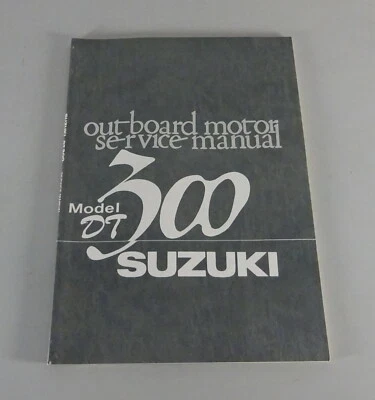 out board motor
service manual
Model
DT 300
SUZUKI